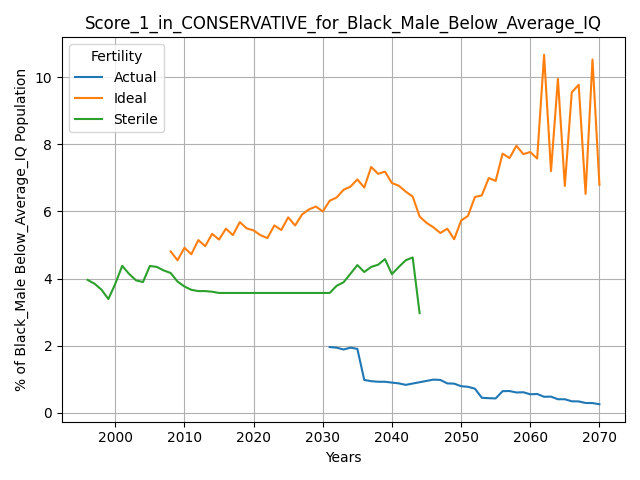 Score_1_in_CONSERVATIVE_for_Black_Male_Below_Average_IQ
Fertility
Actual
Ideal
Sterile
% of Black_Male Below_Average_IQ Population
10
8
6
4
2
0
2000 2010 2020 2030 2040 2050 2060 2070
Years